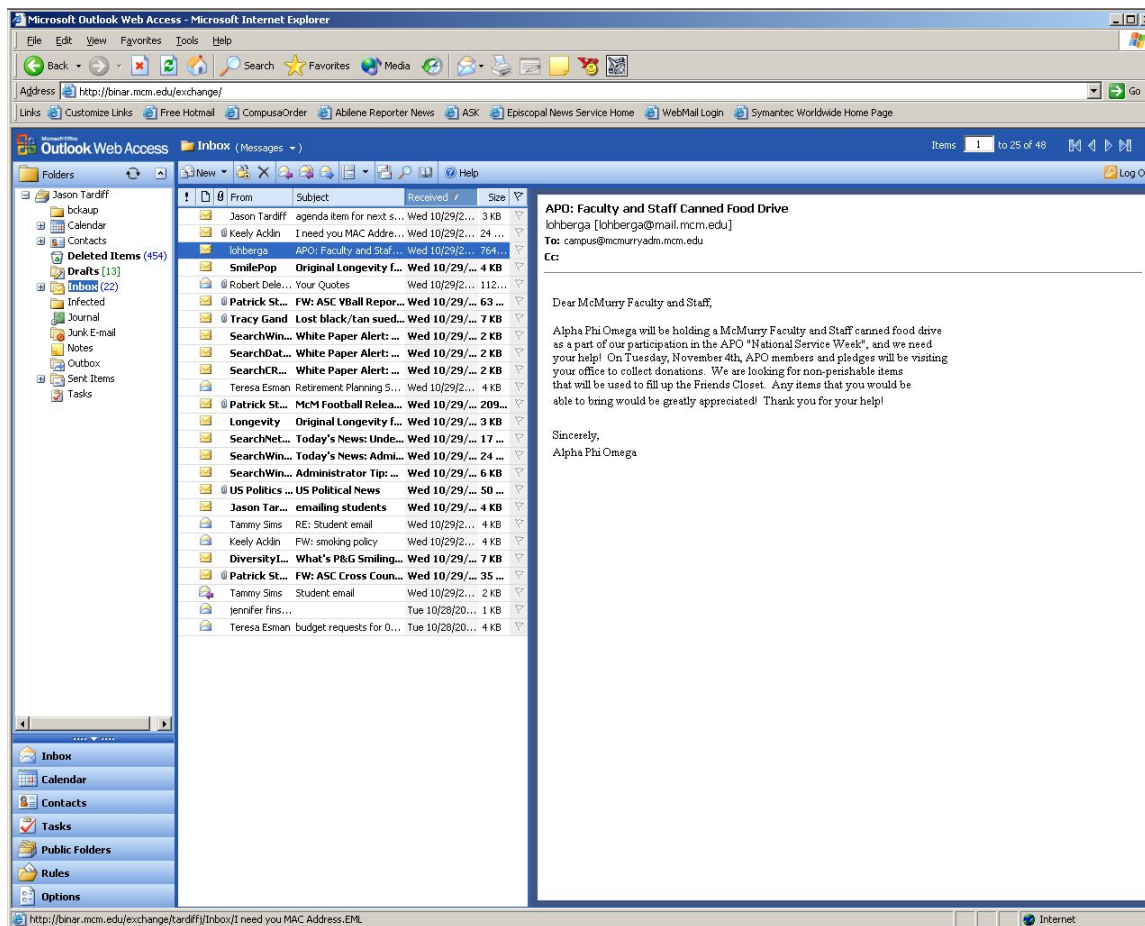 Microsoft Outlook Web Access - Microsoft Internet Explorer
File Edit View Favorites Tools Help
Back Search Favorites Media
Address http://binar.mcm.edu/exchange/ Go
Links Customize Links Free Hotmail CompusaOrder Abilene Reporter News ASK Episcopal News Service Home WebMail Login Symantec Worldwide Home Page
Microsoft Office
Outlook Web Access Inbox (Messages) Items 1 to 25 of 48
Folders
New Help Log O
Jason Tardiff
bckaup
Calendar
Contacts
Deleted Items (454)
Drafts [13]
Inbox (22)
Infected
Journal
Junk E-mail
Notes
Outbox
Sent Items
Tasks
Inbox
Calendar
Contacts
Tasks
Public Folders
Rules
Options
! From Subject Received / Size
Jason Tardiff agenda item for next s... Wed 10/29/2... 3 KB
Keely Acklin I need you MAC Addre... Wed 10/29/2... 24 ...
lohberga APO: Faculty and Staf... Wed 10/29/2... 764...
SmilePop Original Longevity f... Wed 10/29/... 4 KB
Robert Dele... Your Quotes Wed 10/29/2... 112...
Patrick St... FW: ASC VBall Repor... Wed 10/29/... 63 ...
Tracy Gand Lost black/tan sued... Wed 10/29/... 7 KB
SearchWin... White Paper Alert: ... Wed 10/29/... 2 KB
SearchDat... White Paper Alert: ... Wed 10/29/... 2 KB
SearchCR... White Paper Alert: ... Wed 10/29/... 2 KB
Teresa Esman Retirement Planning S... Wed 10/29/2... 4 KB
Patrick St... McM Football Relea... Wed 10/29/... 209...
Longevity Original Longevity f... Wed 10/29/... 3 KB
SearchNet... Today's News: Unde... Wed 10/29/... 17 ...
SearchWin... Today's News: Admi... Wed 10/29/... 24 ...
SearchWin... Administrator Tip: ... Wed 10/29/... 6 KB
US Politics ... US Political News Wed 10/29/... 50 ...
Jason Tar... emailing students Wed 10/29/... 4 KB
Tammy Sims RE: Student email Wed 10/29/2... 4 KB
Keely Acklin FW: smoking policy Wed 10/29/2... 4 KB
DiversityI... What's P&G Smiling... Wed 10/29/... 7 KB
Patrick St... FW: ASC Cross Coun... Wed 10/29/... 35 ...
Tammy Sims Student email Wed 10/29/2... 2 KB
jennifer fins... Tue 10/28/20... 1 KB
Teresa Esman budget requests for 0... Tue 10/28/20... 4 KB
APO: Faculty and Staff Canned Food Drive
lohberga [lohberga@mail.mcm.edu]
To: campus@mcmurryadm.mcm.edu
Cc:
Dear McMurry Faculty and Staff,
Alpha Phi Omega will be holding a McMurry Faculty and Staff canned food drive
as a part of our participation in the APO "National Service Week", and we need
your help! On Tuesday, November 4th, APO members and pledges will be visiting
your office to collect donations. We are looking for non-perishable items
that will be used to fill up the Friends Closet. Any items that you would be
able to bring would be greatly appreciated! Thank you for your help!
Sincerely,
Alpha Phi Omega
http://binar.mcm.edu/exchange/tardiffj/Inbox/I need you MAC Address.EML Internet